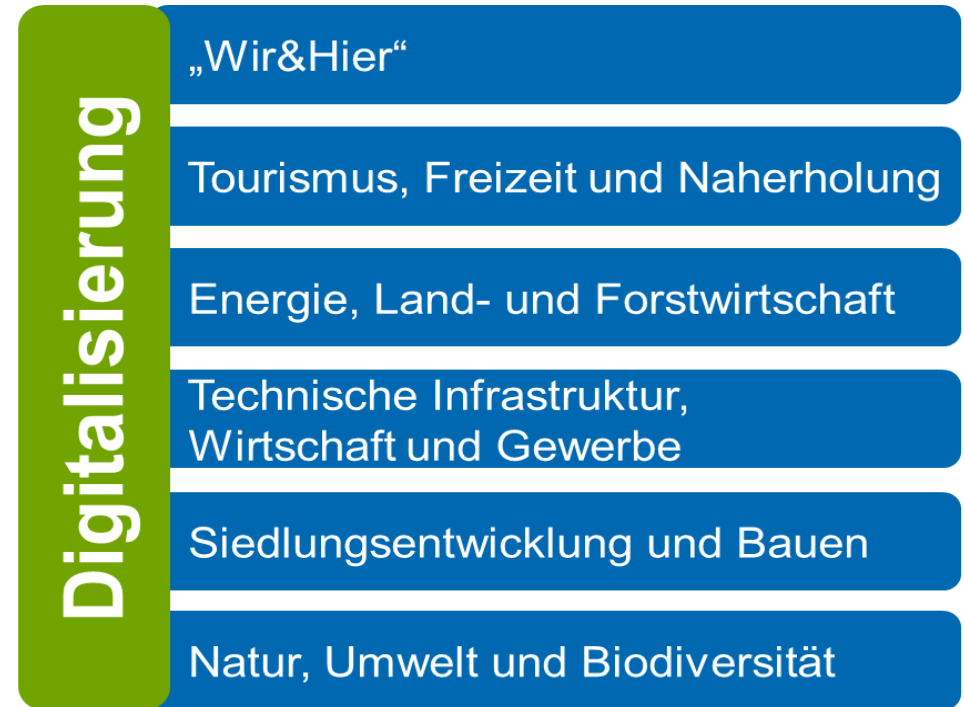 Digitalisierung
„Wir&Hier“
Tourismus, Freizeit und Naherholung
Energie, Land- und Forstwirtschaft
Technische Infrastruktur,
Wirtschaft und Gewerbe
Siedlungsentwicklung und Bauen
Natur, Umwelt und Biodiversität